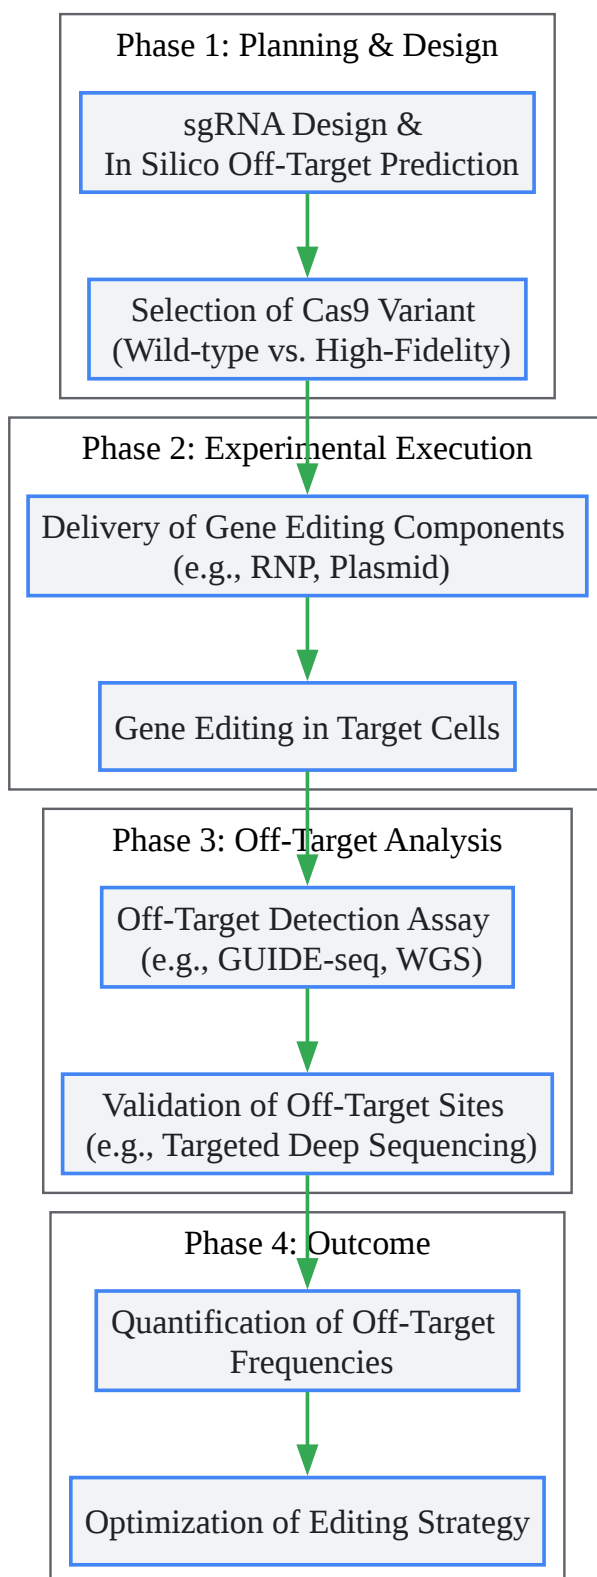 Phase 1: Planning & Design
sgRNA Design &
In Silico Off-Target Prediction
Selection of Cas9 Variant
(Wild-type vs. High-Fidelity)
Phase 2: Experimental Execution
Delivery of Gene Editing Components
(e.g., RNP, Plasmid)
Gene Editing in Target Cells
Phase 3: Off-Target Analysis
Off-Target Detection Assay
(e.g., GUIDE-seq, WGS)
Validation of Off-Target Sites
(e.g., Targeted Deep Sequencing)
Phase 4: Outcome
Quantification of Off-Target
Frequencies
Optimization of Editing Strategy